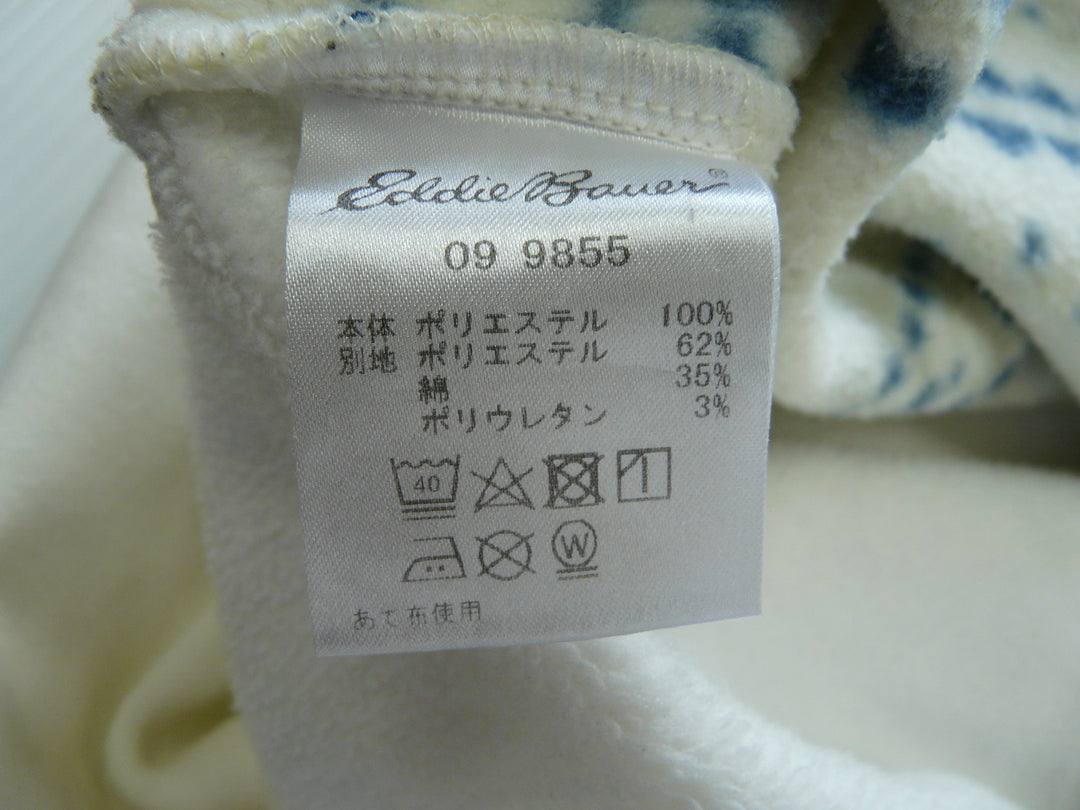 Eddie Bauer®
09 9855
本体 ポリエステル 100%
別地 ポリエステル 62%
綿 35%
ポリウレタン 3%
40
W
あて布使用